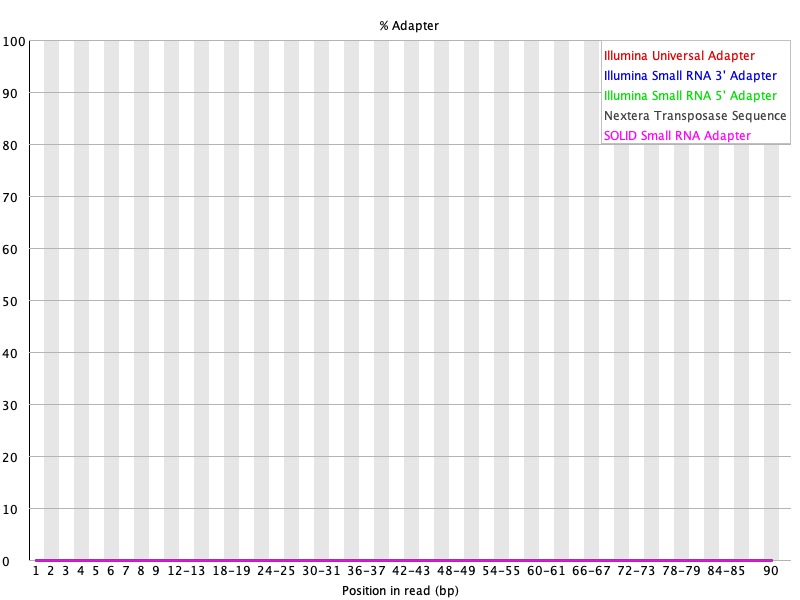 % Adapter
100
90
80
70
60
50
40
30
20
10
0
Illumina Universal Adapter
Illumina Small RNA 3' Adapter
Illumina Small RNA 5' Adapter
Nextera Transposase Sequence
SOLID Small RNA Adapter
1 2 3 4 5 6 7 8 9 12-13 18-19 24-25 30-31 36-37 42-43 48-49 54-55 60-61 66-67 72-73 78-79 84-85 90
Position in read (bp)